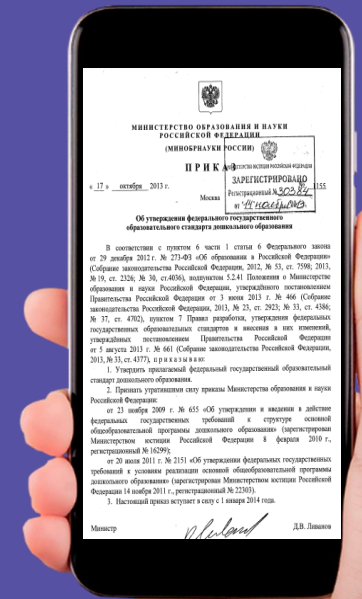 МИНИСТЕРСТВО ОБРАЗОВАНИЯ И НАУКИ
РОССИЙСКОЙ ФЕДЕРАЦИИ
(МИНОБРНАУКИ РОССИИ)
П Р И К А З
МИНИСТЕРСТВО ЮСТИЦИИ РОССИЙСКОЙ ФЕДЕРАЦИИ
ЗАРЕГИСТРИРОВАНО
Регистрационный № 30384
от "14 ноября 2013
« 17 » октября 2013 г.
1155
Москва
Об утверждении федерального государственного
образовательного стандарта дошкольного образования
В соответствии с пунктом 6 части 1 статьи 6 Федерального закона
от 29 декабря 2012 г. № 273-ФЗ «Об образовании в Российской Федерации»
(Собрание законодательства Российской Федерации, 2012, № 53, ст. 7598; 2013,
№ 19, ст. 2326; № 30, ст.4036), подпунктом 5.2.41 Положения о Министерстве
образования и науки Российской Федерации, утверждённого постановлением
Правительства Российской Федерации от 3 июня 2013 г. № 466 (Собрание
законодательства Российской Федерации, 2013, № 23, ст. 2923; № 33, ст. 4386;
№ 37, ст. 4702), пунктом 7 Правил разработки, утверждения федеральных
государственных образовательных стандартов и внесения в них изменений,
утверждённых постановлением Правительства Российской Федерации
от 5 августа 2013 г. № 661 (Собрание законодательства Российской Федерации,
2013, № 33, ст. 4377), п р и к а з ы в а ю:
1. Утвердить прилагаемый федеральный государственный образовательный
стандарт дошкольного образования.
2. Признать утратившими силу приказы Министерства образования и науки
Российской Федерации:
от 23 ноября 2009 г. № 655 «Об утверждении и введении в действие
федеральных государственных требований к структуре основной
общеобразовательной программы дошкольного образования» (зарегистрирован
Министерством юстиции Российской Федерации 8 февраля 2010 г.,
регистрационный № 16299);
от 20 июля 2011 г. № 2151 «Об утверждении федеральных государственных
требований к условиям реализации основной общеобразовательной программы
дошкольного образования» (зарегистрирован Министерством юстиции Российской
Федерации 14 ноября 2011 г., регистрационный № 22303).
3. Настоящий приказ вступает в силу с 1 января 2014 года.
Министр
Д.В. Ливанов